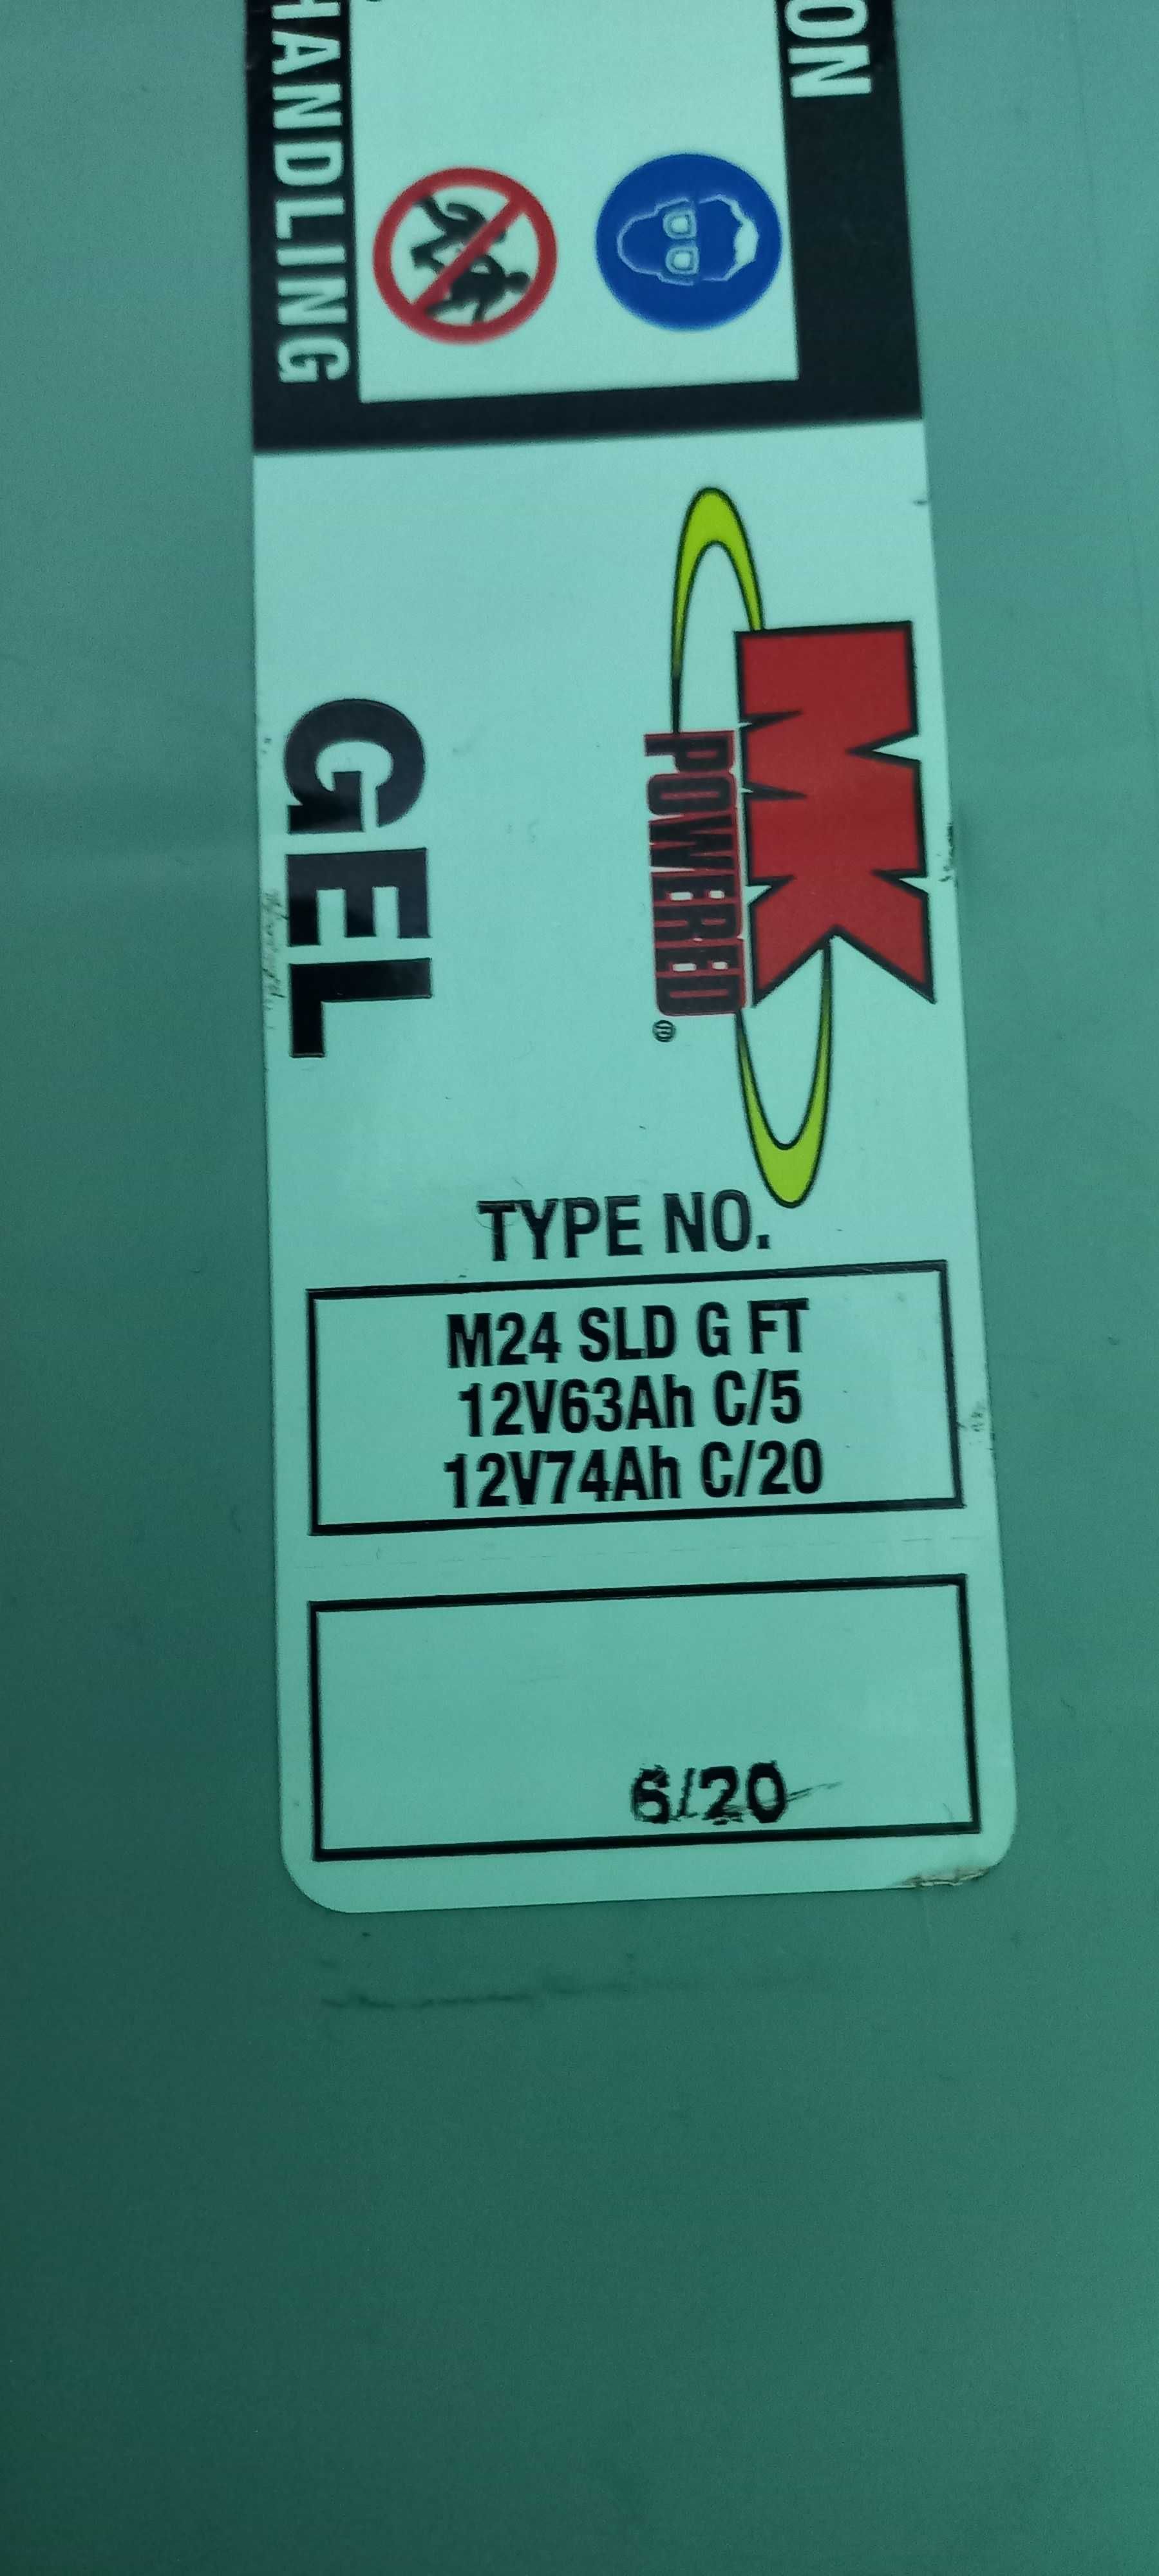 ON
HANDLING
MK
POWERED®
GEL
TYPE NO.
M24 SLD G FT
12V63Ah C/5
12V74Ah C/20
6/20